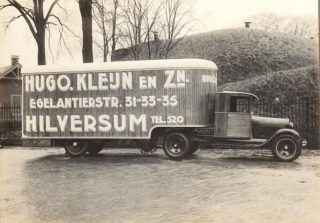 HUGO. KLEIJN EN ZN.
EGELANTIERSTR. 31-33-35
HILVERSUM TEL. 520